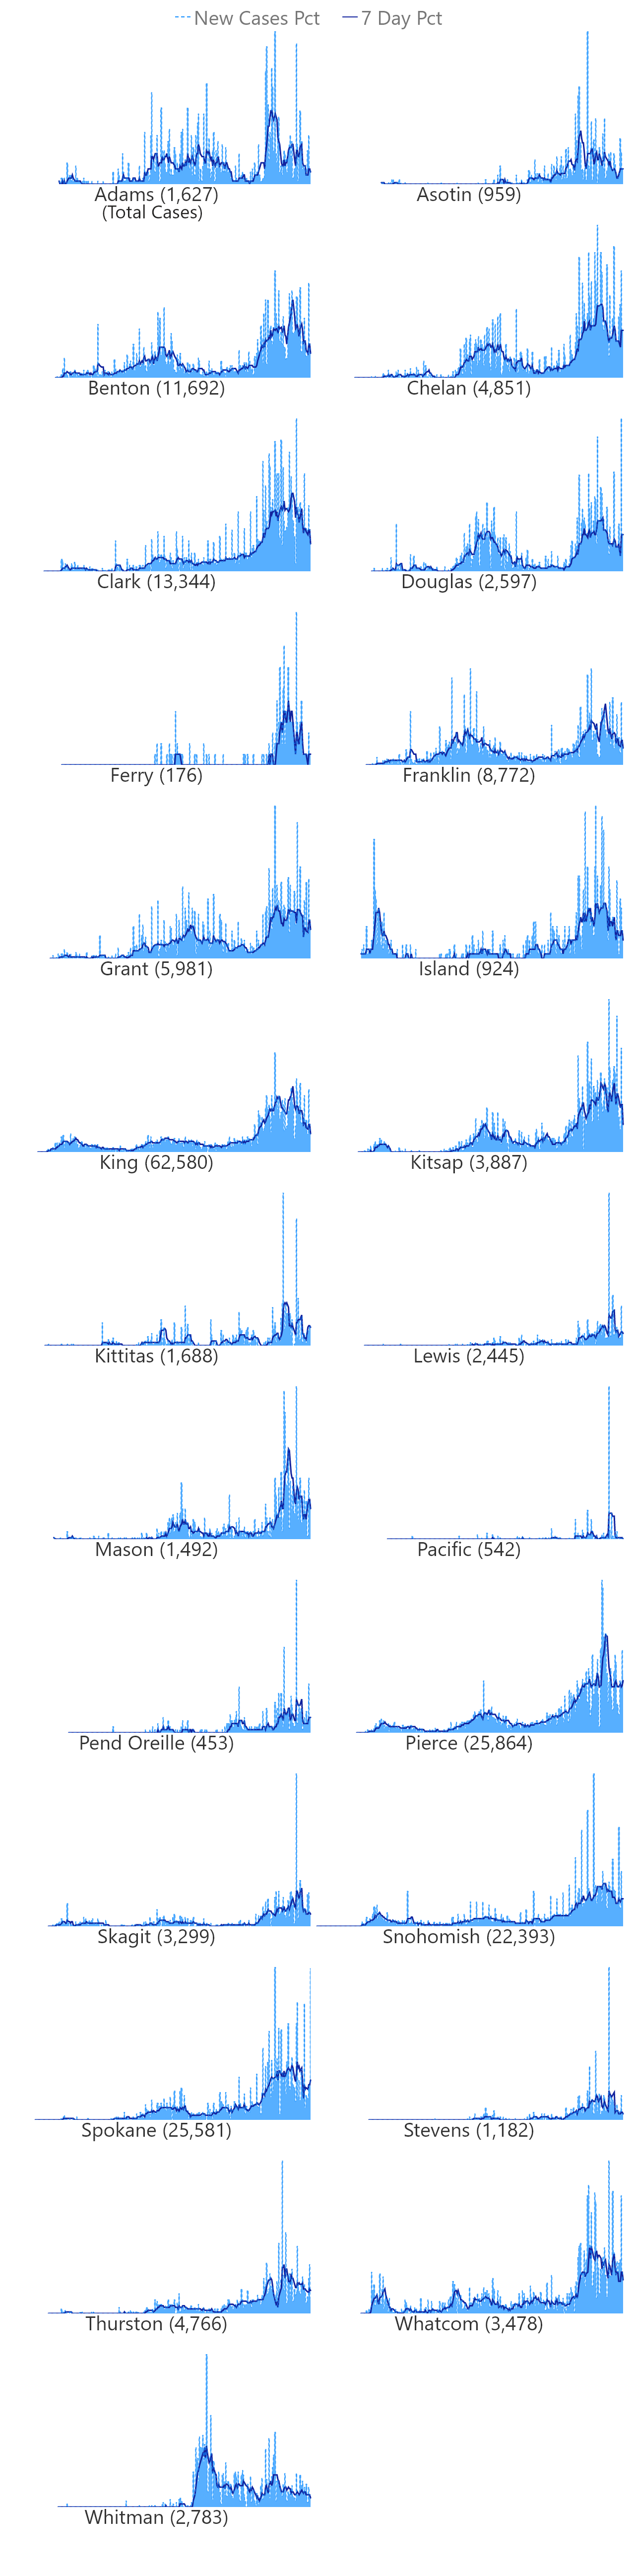 New Cases Pct 7 Day Pct
Adams (1,627) Asotin (959)
(Total Cases)
Benton (11,692) Chelan (4,851)
Clark (13,344) Douglas (2,597)
Ferry (176) Franklin (8,772)
Grant (5,981) Island (924)
King (62,580) Kitsap (3,887)
Kittitas (1,688) Lewis (2,445)
Mason (1,492) Pacific (542)
Pend Oreille (453) Pierce (25,864)
Skagit (3,299) Snohomish (22,393)
Spokane (25,581) Stevens (1,182)
Thurston (4,766) Whatcom (3,478)
Whitman (2,783)